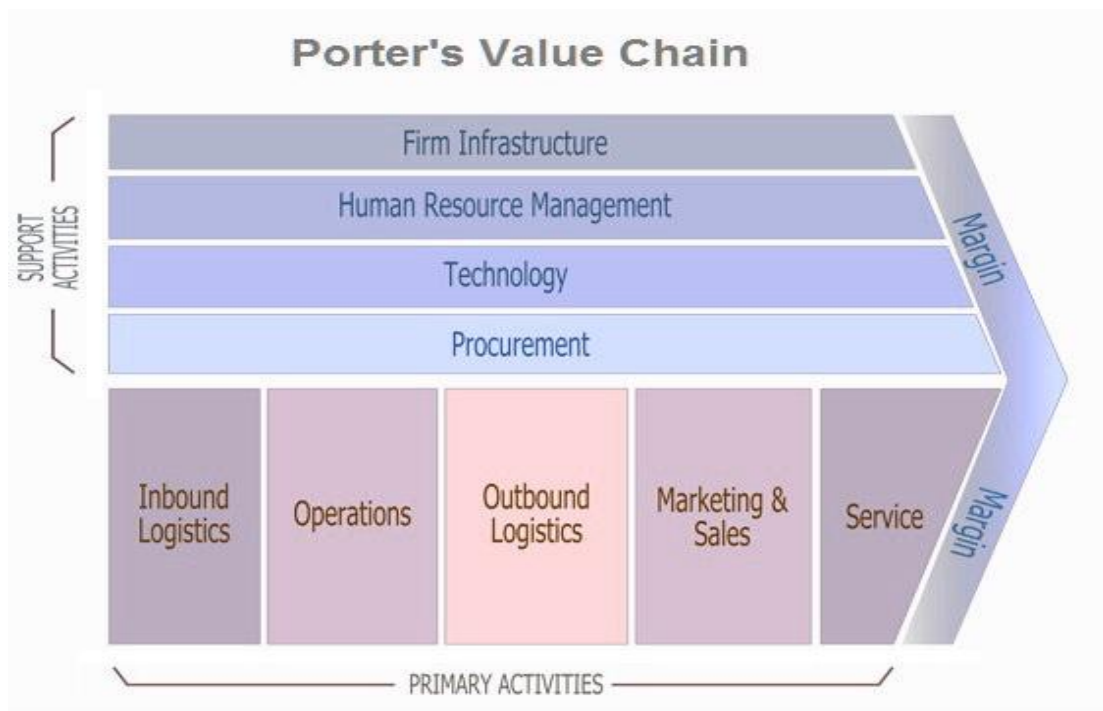 Porter's Value Chain
SUPPORT
ACTIVITIES
Firm Infrastructure
Human Resource Management
Technology
Procurement
Margin
Inbound
Logistics
Operations
Outbound
Logistics
Marketing &
Sales
Service
Margin
PRIMARY ACTIVITIES